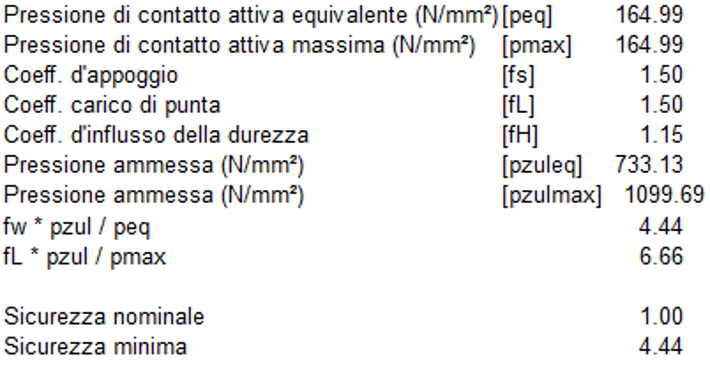 Pressione di contatto attiva equivalente (N/mm²) [peq] 164.99
Pressione di contatto attiva massima (N/mm²) [pmax] 164.99
Coeff. d'appoggio [fs] 1.50
Coeff. carico di punta [fL] 1.50
Coeff. d'influsso della durezza [fH] 1.15
Pressione ammessa (N/mm²) [pzuleq] 733.13
Pressione ammessa (N/mm²) [pzulmax] 1099.69
fw * pzul / peq 4.44
fL * pzul / pmax 6.66
Sicurezza nominale 1.00
Sicurezza minima 4.44